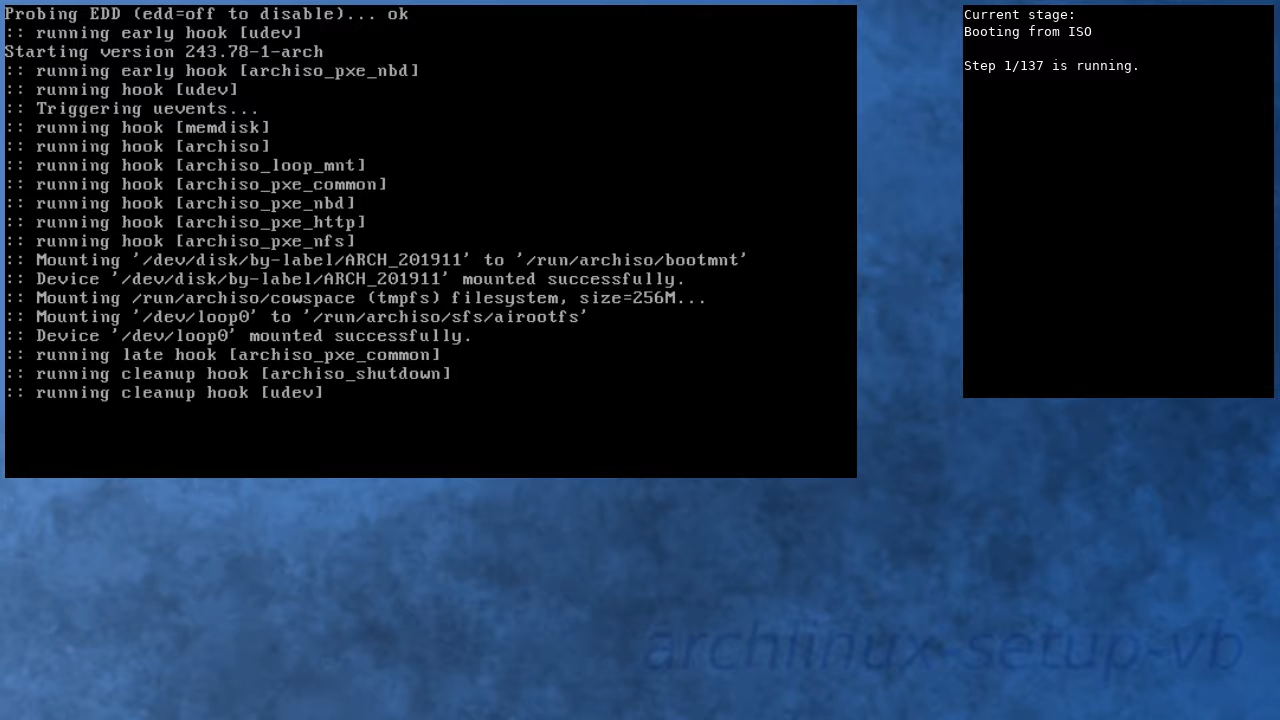 Probing EDD (edd=off to disable)... ok
:: running early hook [udev]
Starting version 243.78-1-arch
:: running early hook [archiso_pxe_nbd]
:: running hook [udev]
:: Triggering uevents...
:: running hook [memdisk]
:: running hook [archiso]
:: running hook [archiso_loop_mnt]
:: running hook [archiso_pxe_common]
:: running hook [archiso_pxe_nbd]
:: running hook [archiso_pxe_http]
:: running hook [archiso_pxe_nfs]
:: Mounting '/dev/disk/by-label/ARCH_201911' to '/run/archiso/bootmnt'
:: Device '/dev/disk/by-label/ARCH_201911' mounted successfully.
:: Mounting /run/archiso/cowspace (tmpfs) filesystem, size=256M...
:: Mounting '/dev/loop0' to '/run/archiso/sfs/airootfs'
:: Device '/dev/loop0' mounted successfully.
:: running late hook [archiso_pxe_common]
:: running cleanup hook [archiso_shutdown]
:: running cleanup hook [udev]
Current stage:
Booting from ISO
Step 1/137 is running.
archlinux-setup-vb